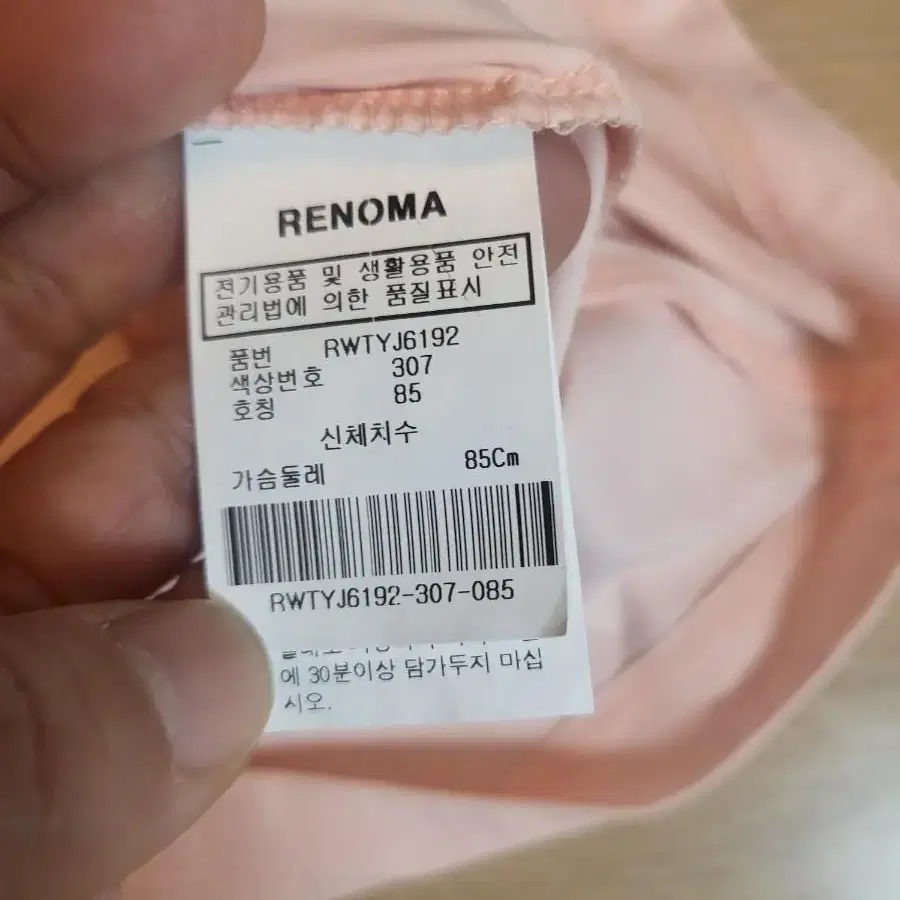 RENOMA
전기용품 및 생활용품 안전
관리법에 의한 품질표시
품번 RWTYJ6192
색상번호 307
호칭 85
신체치수
가슴둘레 85Cm
RWTYJ6192-307-085
에 30분이상 담가두지 마십
시오.